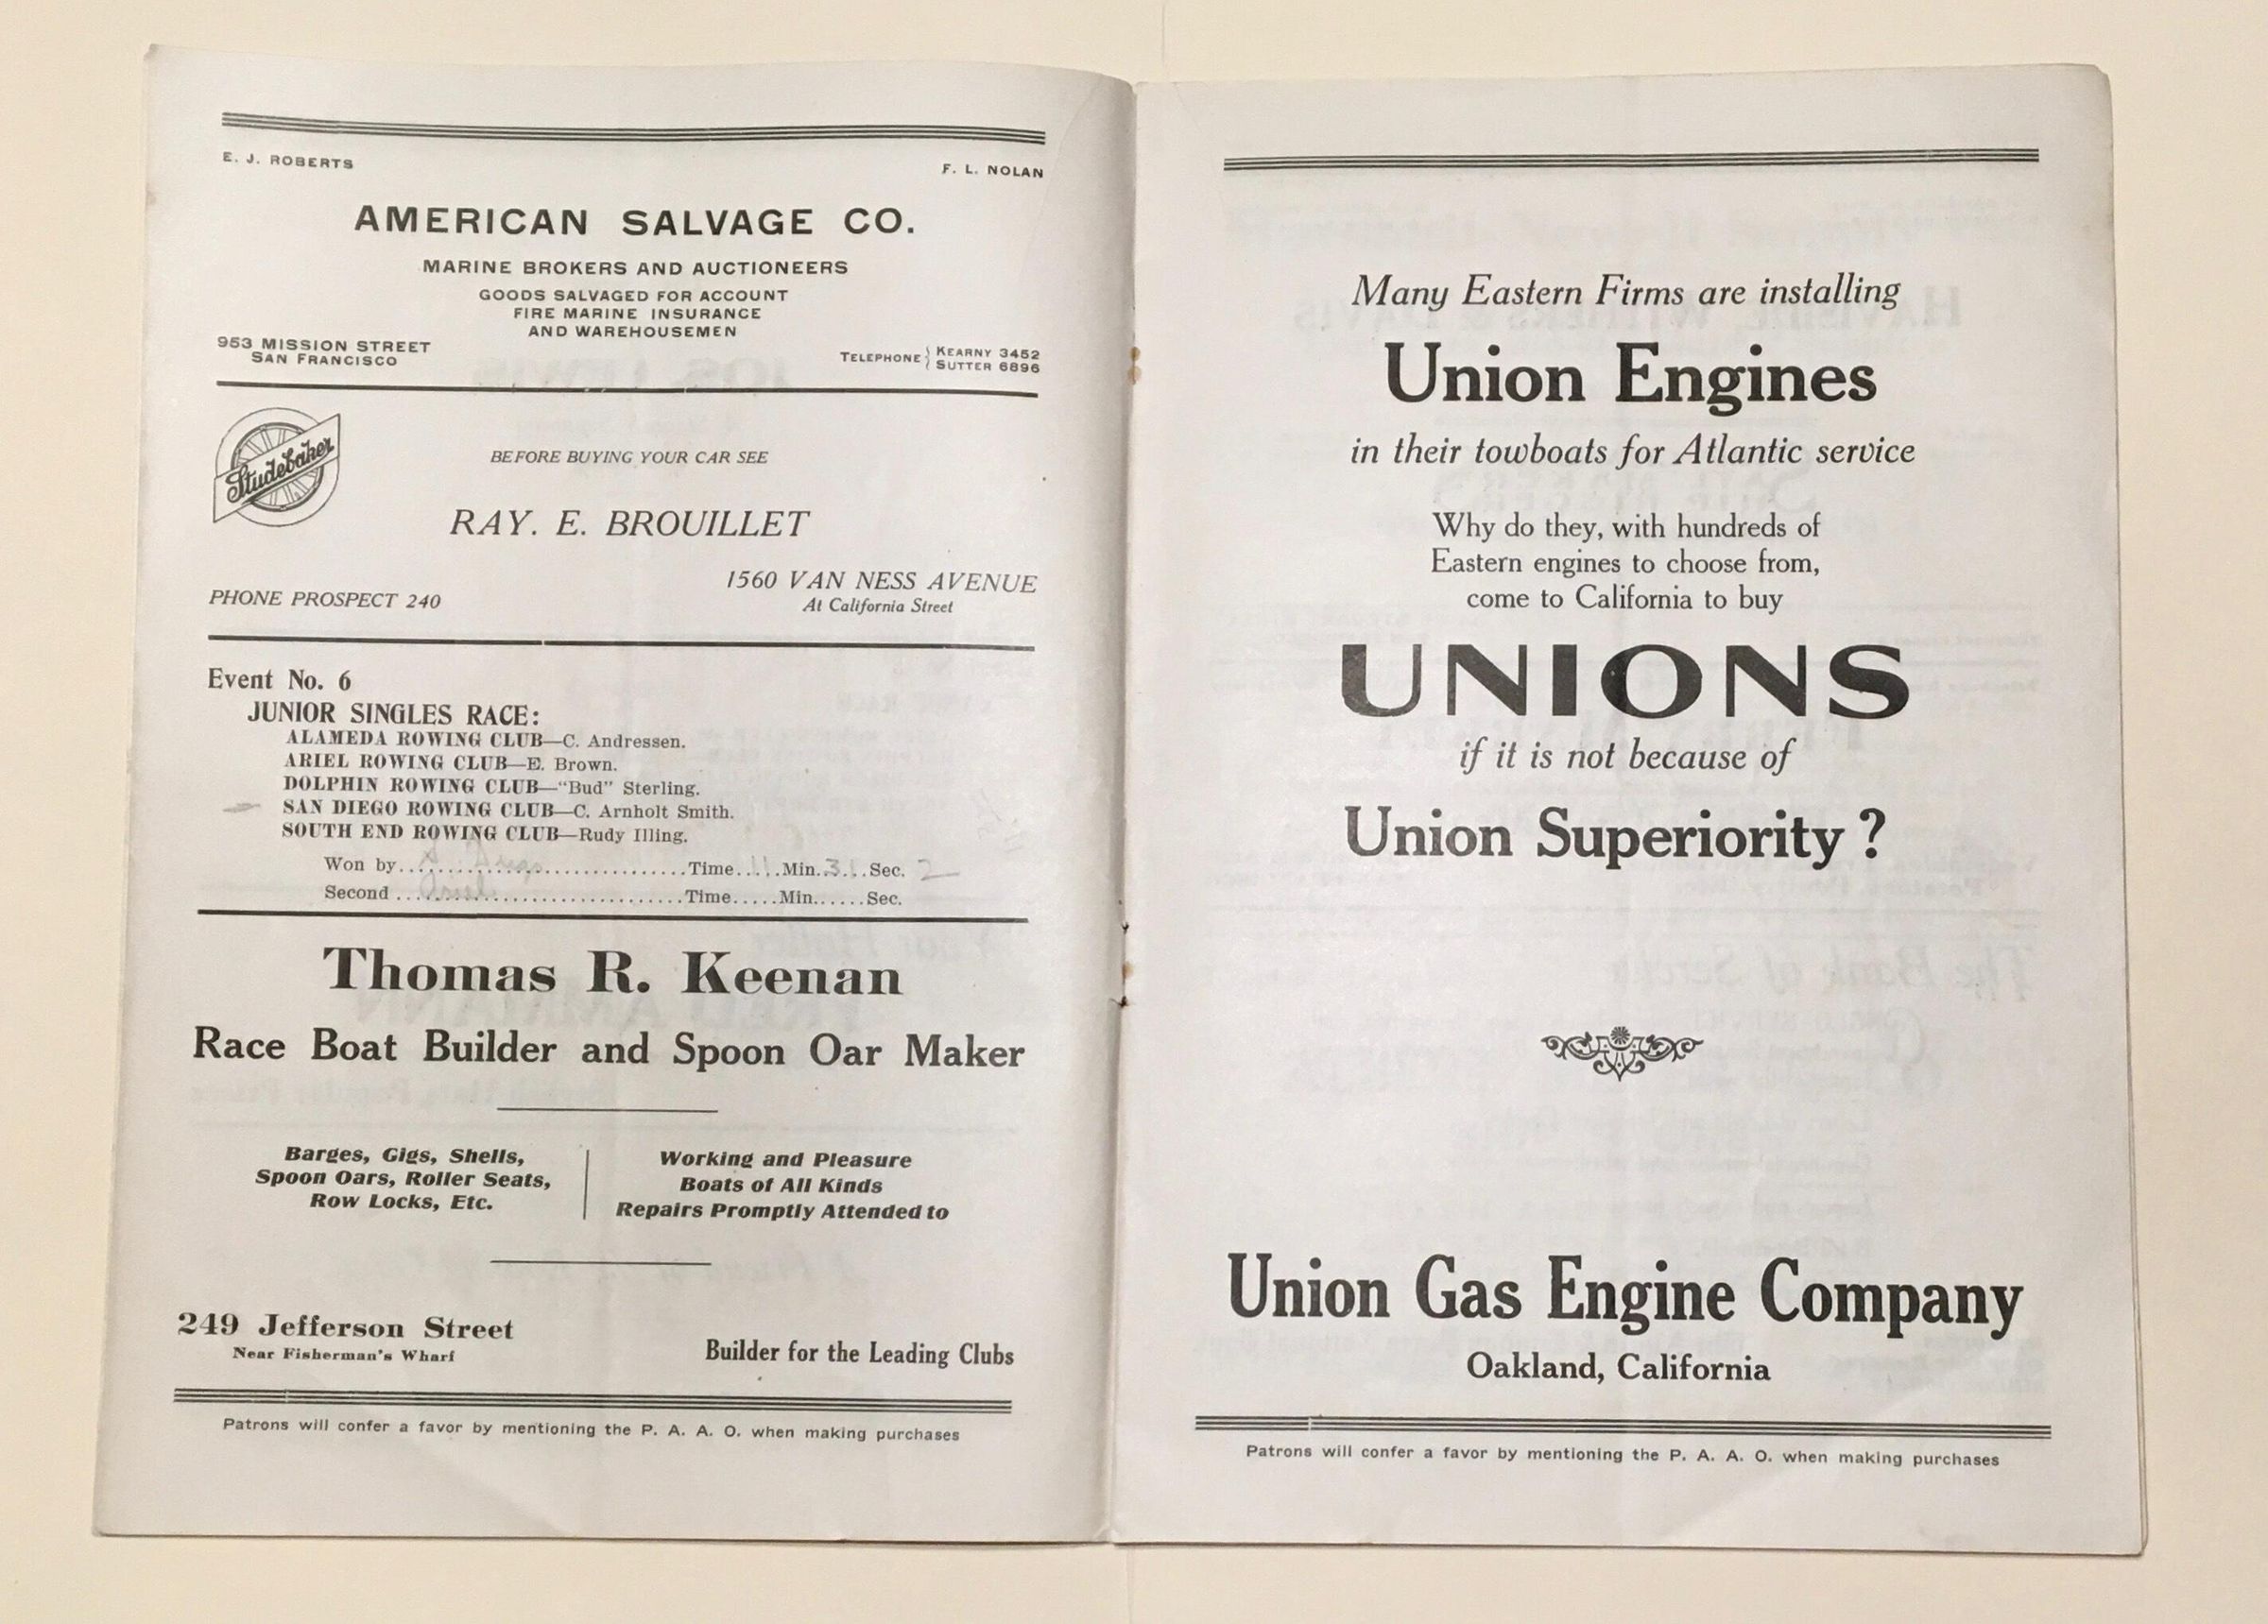 E. J. ROBERTS
F. L. NOLAN
AMERICAN SALVAGE CO.
MARINE BROKERS AND AUCTIONEERS
GOODS SALVAGED FOR ACCOUNT
FIRE MARINE INSURANCE
AND WAREHOUSEMEN
953 MISSION STREET
SAN FRANCISCO
TELEPHONE { KEARNY 3452
SUTTER 6896
Studebaker
BEFORE BUYING YOUR CAR SEE
RAY. E. BROUILLET
1560 VAN NESS AVENUE
At California Street
PHONE PROSPECT 240
Event No. 6
JUNIOR SINGLES RACE:
ALAMEDA ROWING CLUB—C. Andressen.
ARIEL ROWING CLUB—E. Brown.
DOLPHIN ROWING CLUB—"Bud" Sterling.
SAN DIEGO ROWING CLUB—C. Arnholt Smith.
SOUTH END ROWING CLUB—Rudy Illing.
Won by.................................Time.11.Min.31.Sec. 2
Second .................................Time.....Min......Sec.
Thomas R. Keenan
Race Boat Builder and Spoon Oar Maker
Barges, Gigs, Shells,
Spoon Oars, Roller Seats,
Row Locks, Etc.
Working and Pleasure
Boats of All Kinds
Repairs Promptly Attended to
249 Jefferson Street
Near Fisherman's Wharf
Builder for the Leading Clubs
Patrons will confer a favor by mentioning the P. A. A. O. when making purchases
Many Eastern Firms are installing
Union Engines
in their towboats for Atlantic service
Why do they, with hundreds of
Eastern engines to choose from,
come to California to buy
UNIONS
if it is not because of
Union Superiority ?
Union Gas Engine Company
Oakland, California
Patrons will confer a favor by mentioning the P. A. A. O. when making purchases